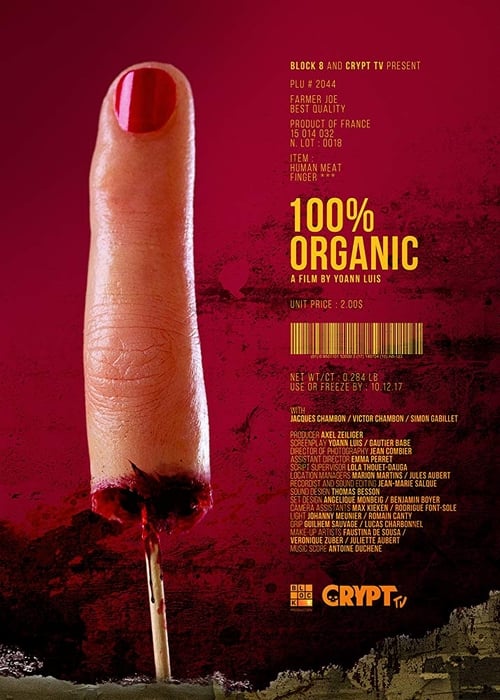 BLOCK 8 AND CRYPT TV PRESENT
PLU # 2044
FARMER JOE
BEST QUALITY
PRODUCT OF FRANCE
15 014 032
N. LOT : 0018
ITEM :
HUMAN MEAT
FINGER ***
100%
ORGANIC
A FILM BY YOANN LUIS
UNIT PRICE : 2.00$
NET WT/CT : 0.284 LB
USE OR FREEZE BY : 10.12.17
WITH
JACQUES CHAMBON / VICTOR CHAMBON / SIMON GABILLET
PRODUCER AXEL ZEILIGER
SCREENPLAY YOANN LUIS / GAUTIER BABE
DIRECTOR OF PHOTOGRAPHY JEAN COMBIER
ASSISTANT DIRECTOR EMMA PERRET
SCRIPT SUPERVISOR LOLA THOUET-DAUGA
LOCATION MANAGERS MARION MARTINS / JULES AUBERT
RECORDIST AND SOUND EDITING JEAN-MARIE SALQUE
SOUND DESIGN THOMAS BESSON
SET DESIGN ANGELIQUE MONBEIG / BENJAMIN BOYER
CAMERA ASSISTANTS MAX KIEKEN / RODRIGUE FONT-SOLE
LIGHT JOHANNY MEUNIER / ROMAIN CANTY
GRIP GUILHEM SAUVAGE / LUCAS CHARBONNEL
MAKE-UP ARTISTS FAUSTINA DE SOUSA /
VERONIQUE ZUBER / JULIETTE AUBERT
MUSIC SCORE ANTOINE DUCHENE
BLOCK
CRYPT TV